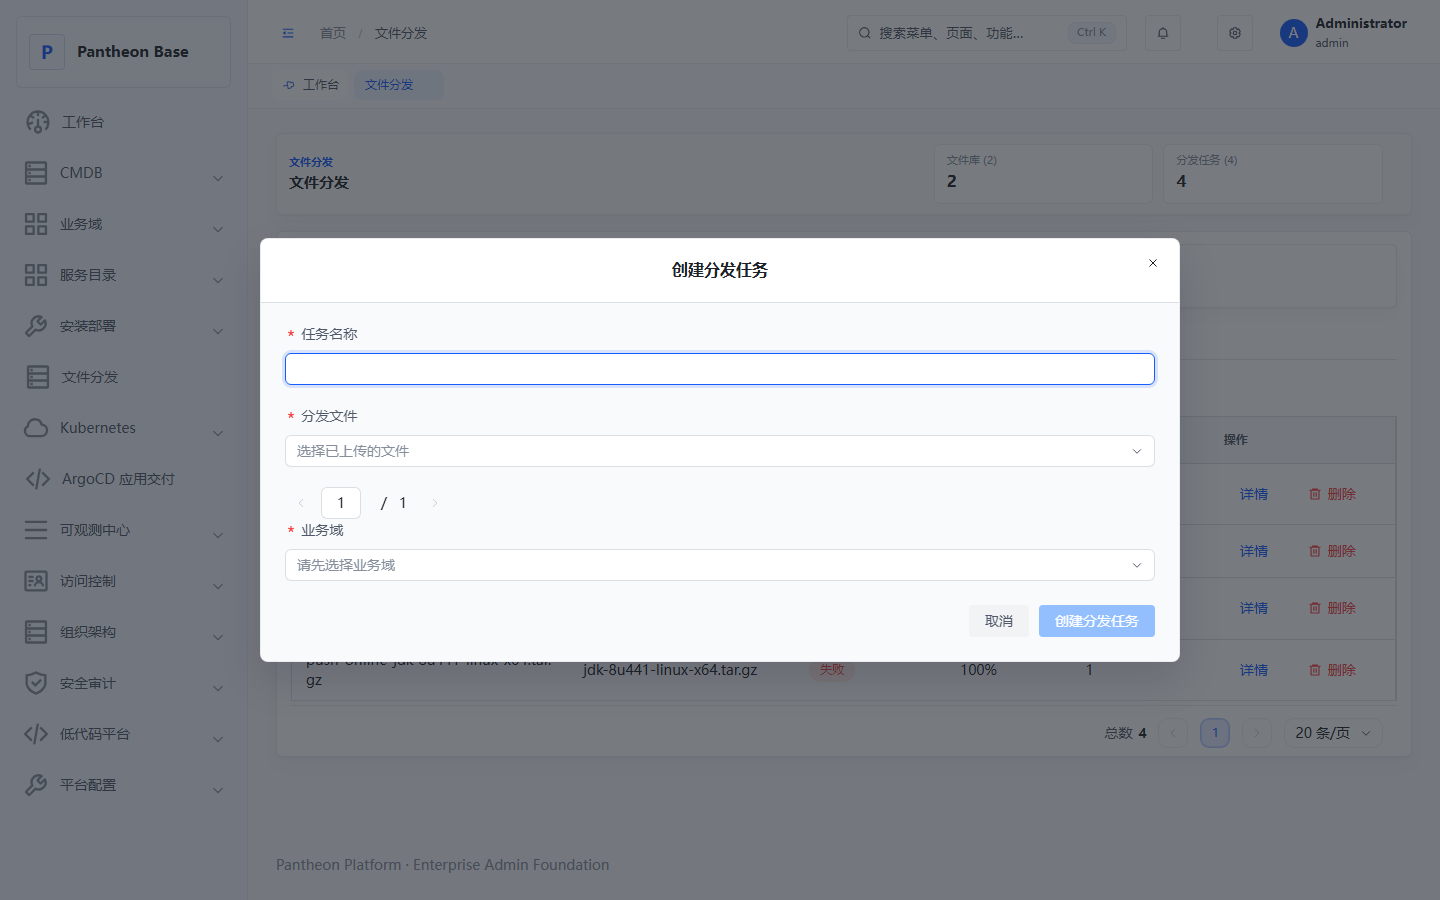 P
Pantheon Base
工作台
CMDB
业务域
服务目录
安装部署
文件分发
Kubernetes
ArgoCD 应用交付
可观测中心
访问控制
组织架构
安全审计
低代码平台
平台配置
首页 / 文件分发
搜索菜单、页面、功能... Ctrl K
A
Administrator
admin
工作台
文件分发
文件分发
文件分发
文件库 (2)
2
分发任务 (4)
4
创建分发任务
* 任务名称
* 分发文件
选择已上传的文件
1 / 1
* 业务域
请先选择业务域
取消
创建分发任务
操作
详情 删除
详情 删除
详情 删除
push-online-jdk-8u441-linux-x64.tar.
gz
jdk-8u441-linux-x64.tar.gz
失败
100%
1
详情 删除
总数 4
1
20 条/页
Pantheon Platform · Enterprise Admin Foundation